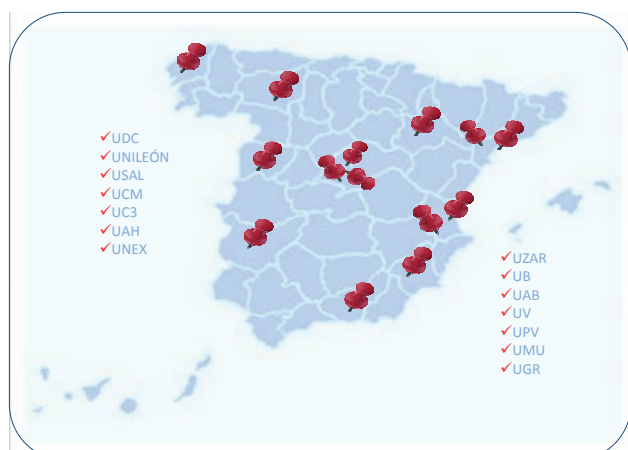 ✓UDC
✓UNILEÓN
✓USAL
✓UCM
✓UC3
✓UAH
✓UNEX
✓UZAR
✓UB
✓UAB
✓UV
✓UPV
✓UMU
✓UGR